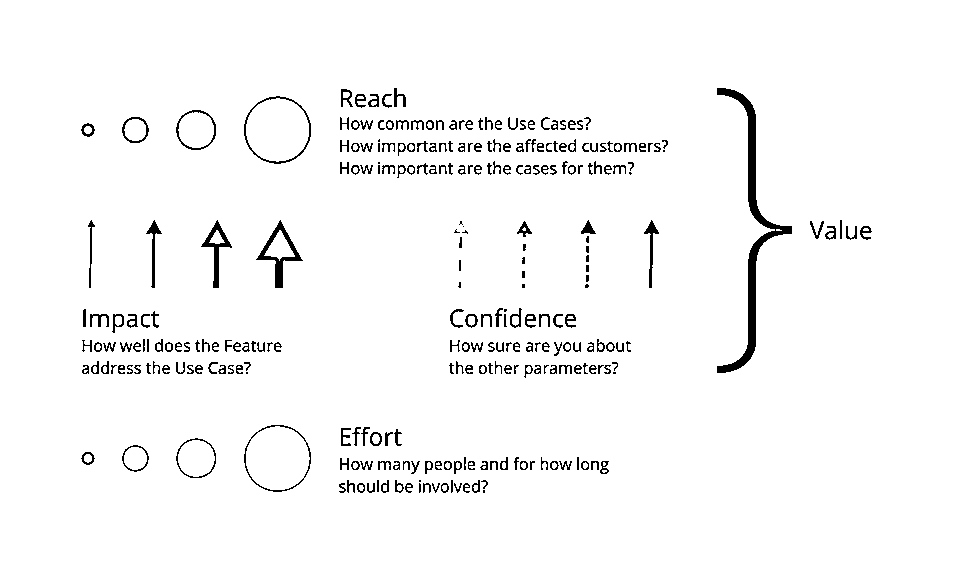 Reach
How common are the Use Cases?
How important are the affected customers?
How important are the cases for them?
Value
Impact
How well does the Feature
address the Use Case?
Confidence
How sure are you about
the other parameters?
Effort
How many people and for how long
should be involved?